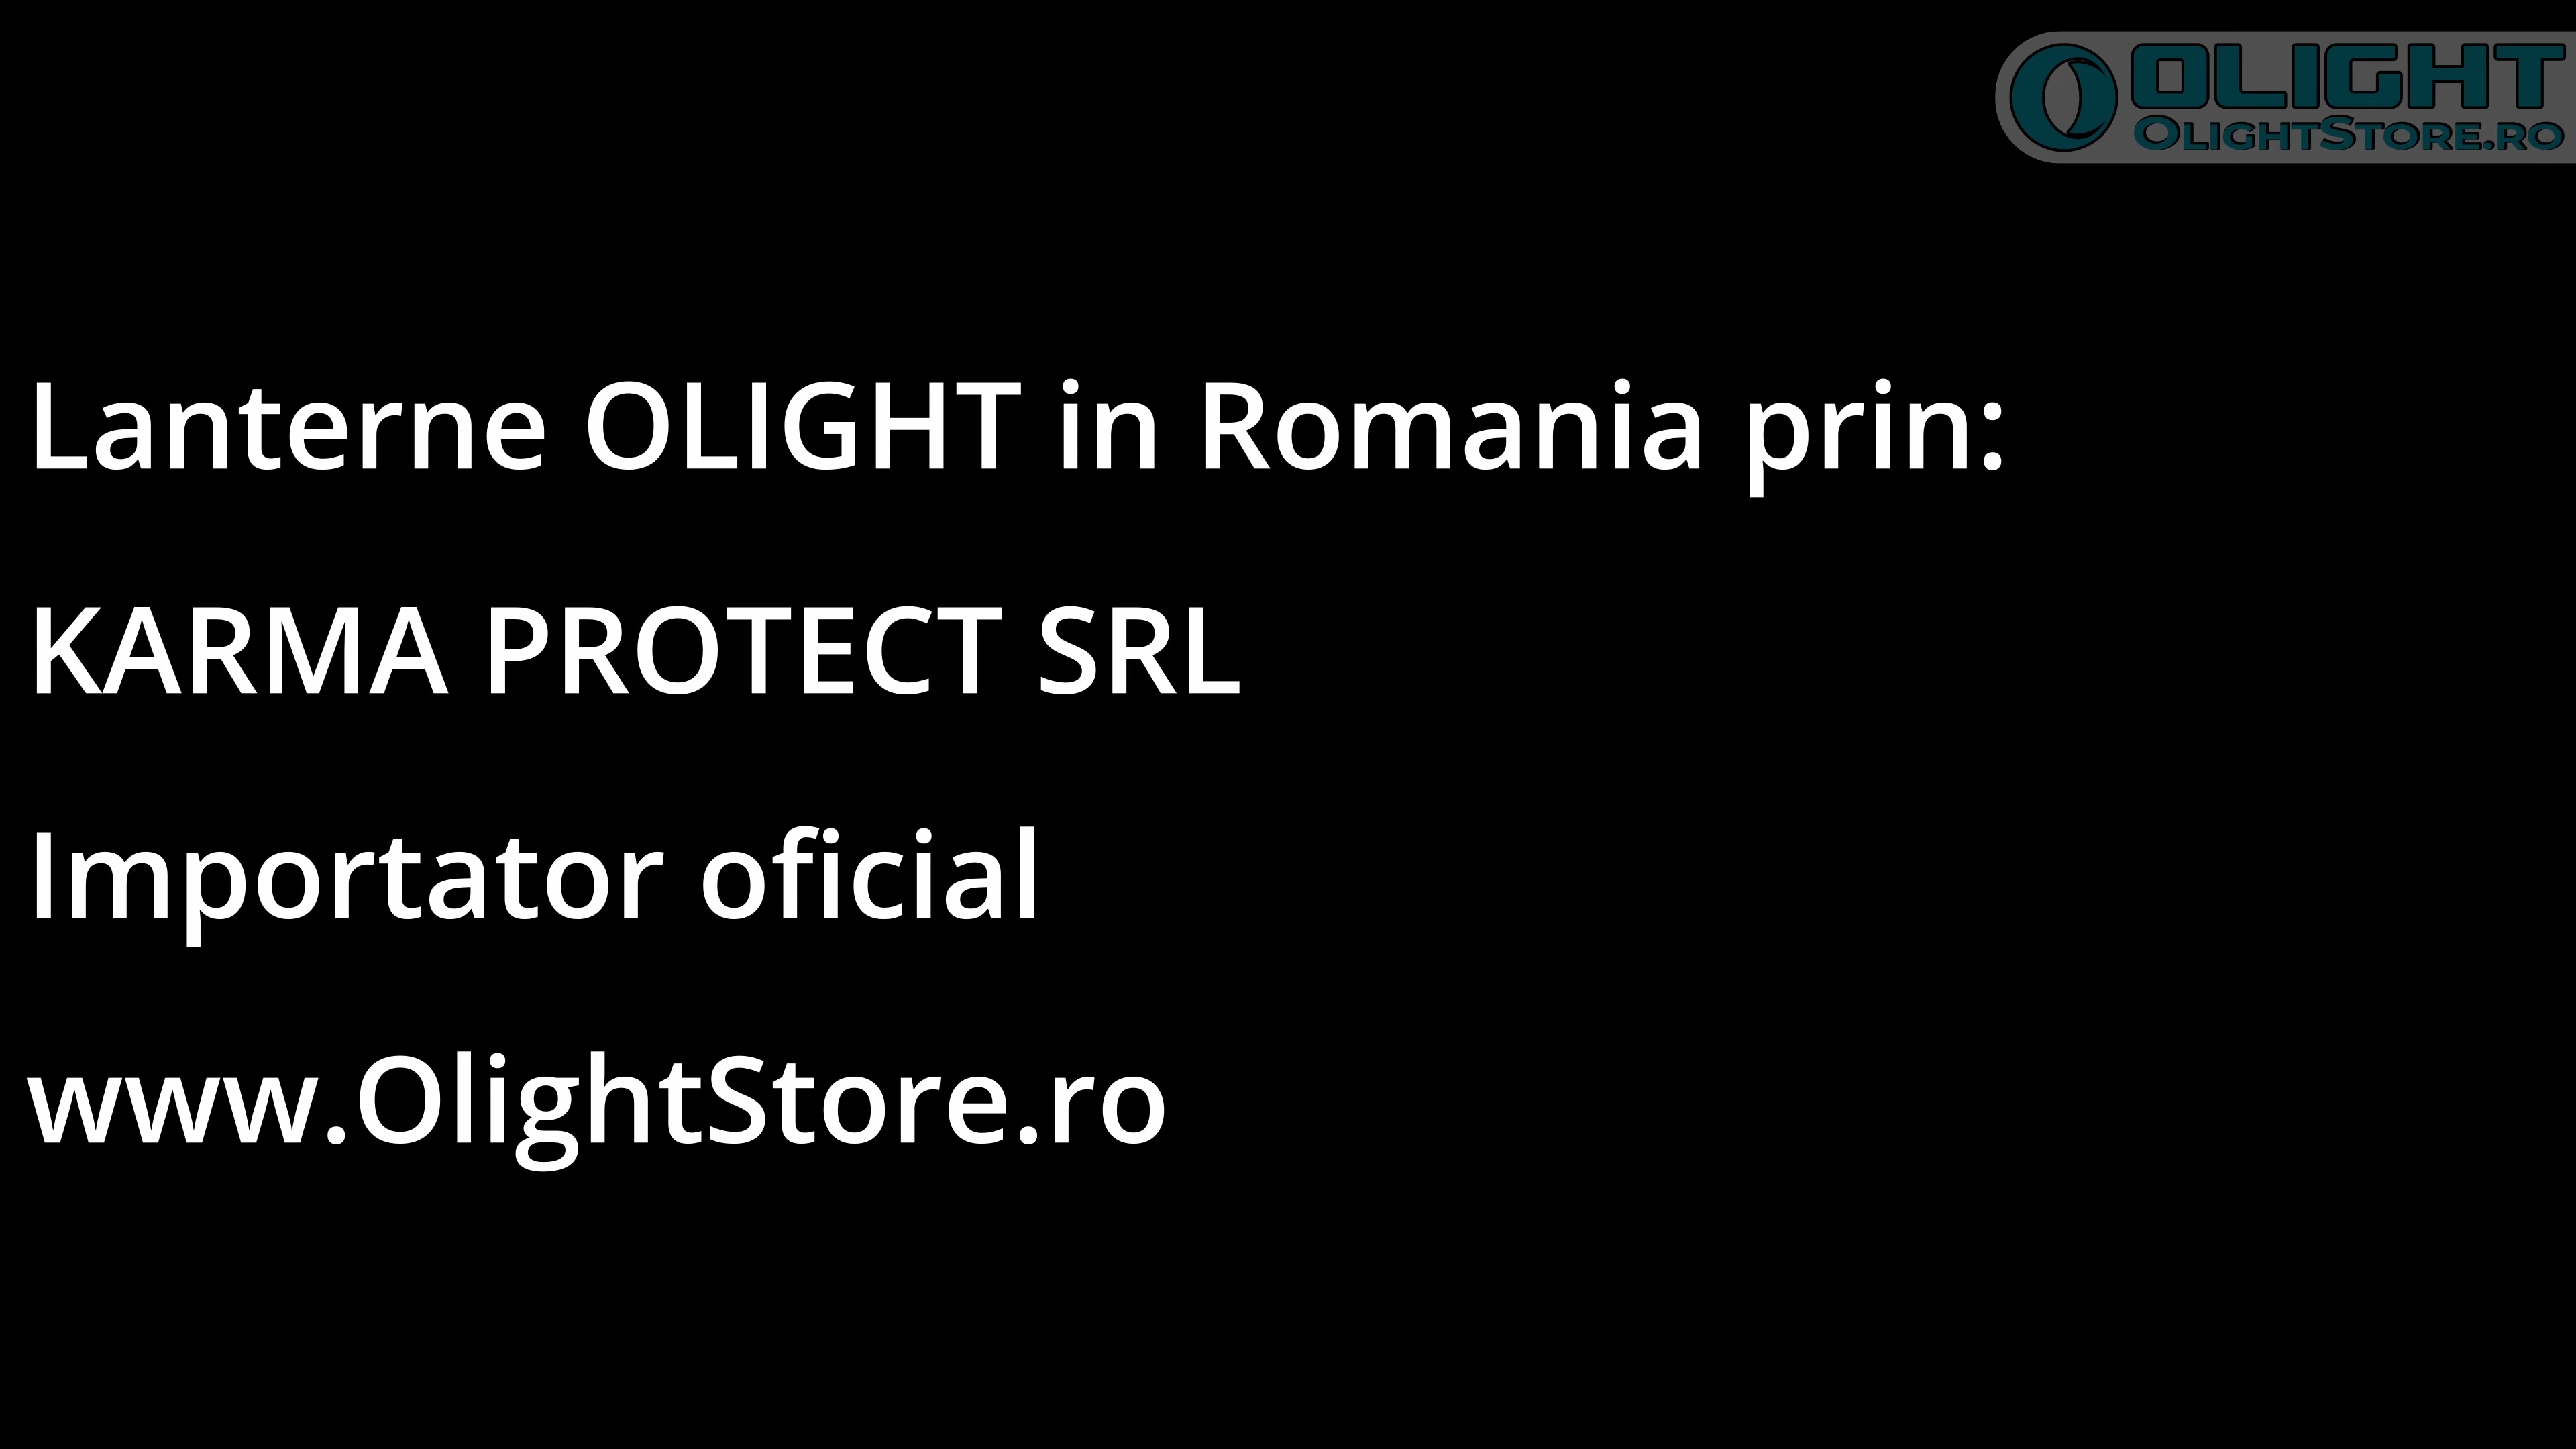 OLIGHT
OLIGHTSTORE.RO
Lanterne OLIGHT in Romania prin:
KARMA PROTECT SRL
Importator oficial
www.OlightStore.ro